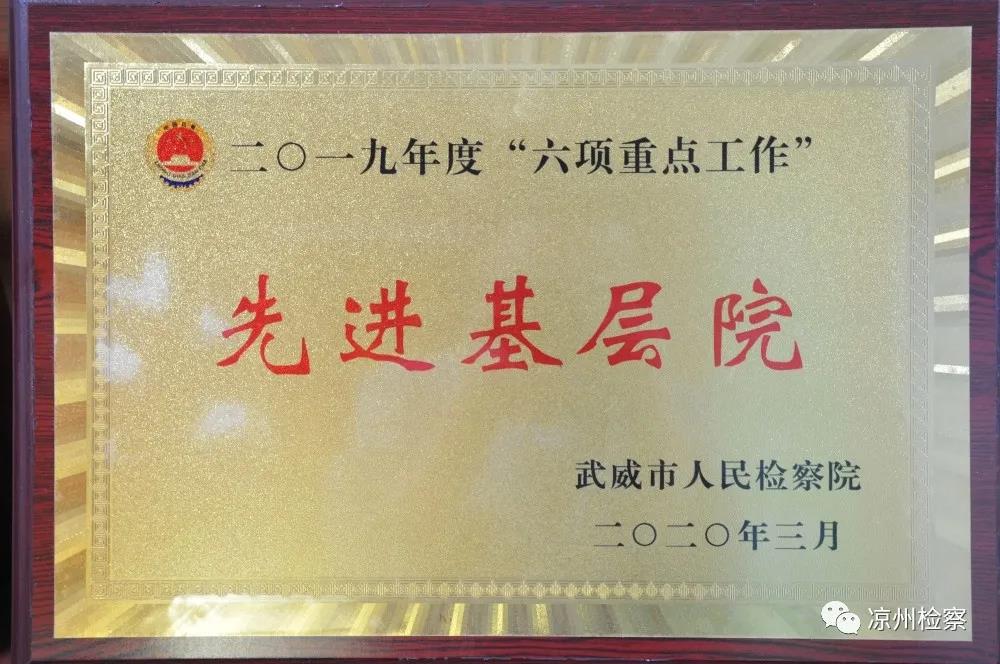 二〇一九年度“六项重点工作”
先进基层院
武威市人民检察院
二〇二〇年三月
凉州检察